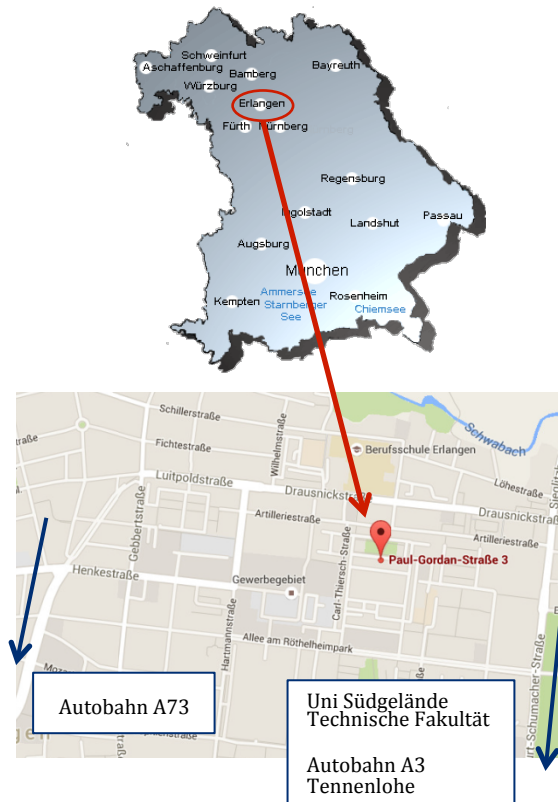 Schweinfurt
Aschaffenburg
Bamberg
Bayreuth
Würzburg
Erlangen
Fürth
Nürnberg
Regensburg
Ingolstadt
Landshut
Passau
Augsburg
München
Ammersee
Starnberger
See
Kempten
Rosenheim
Chiemsee
Schillerstraße
Schwabach
Wilhelmstraße
Berufsschule Erlangen
Fichtestraße
Luitpoldstraße
Drausnickstraße
Löhestraße
Drausnickstraße
Artilleriestraße
Artilleriestraße
Gebbertstraße
Carl-Thiersch-Straße
Paul-Gordan-Straße 3
Henkestraße
Gewerbegebiet
Hartmannstraße
Allee am Röthelheimpark
Autobahn A73
Uni Südgelände
Technische Fakultät
Autobahn A3
Tennenlohe